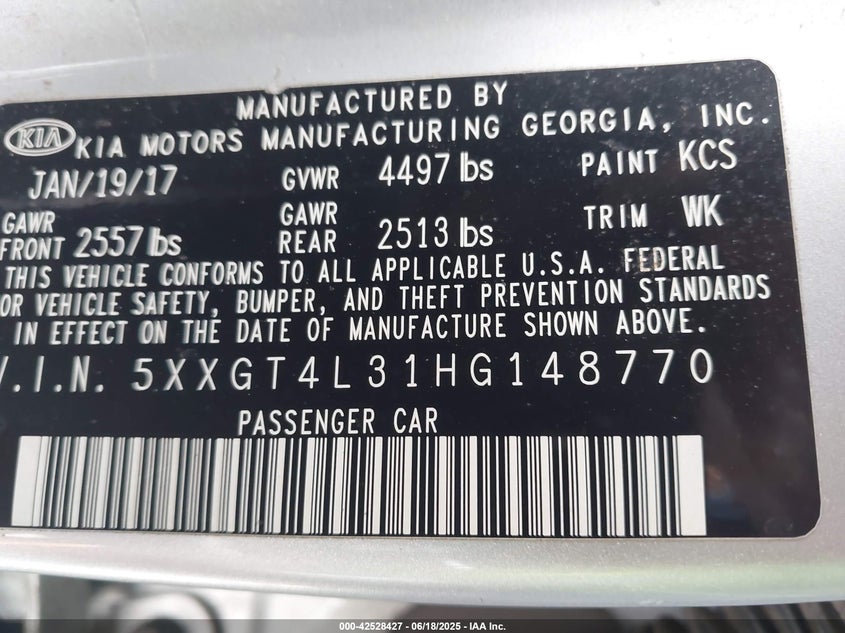 MANUFACTURED BY
KIA KIA MOTORS MANUFACTURING GEORGIA, INC.
JAN/19/17 GVWR 4497 lbs PAINT KCS
GAWR FRONT 2557 lbs GAWR REAR 2513 lbs TRIM WK
THIS VEHICLE CONFORMS TO ALL APPLICABLE U.S.A. FEDERAL
OR VEHICLE SAFETY, BUMPER, AND THEFT PREVENTION STANDARDS
IN EFFECT ON THE DATE OF MANUFACTURE SHOWN ABOVE.
V.I.N. 5XXGT4L31HG148770
PASSENGER CAR
000-42528427 - 06/18/2025 - IAA Inc.